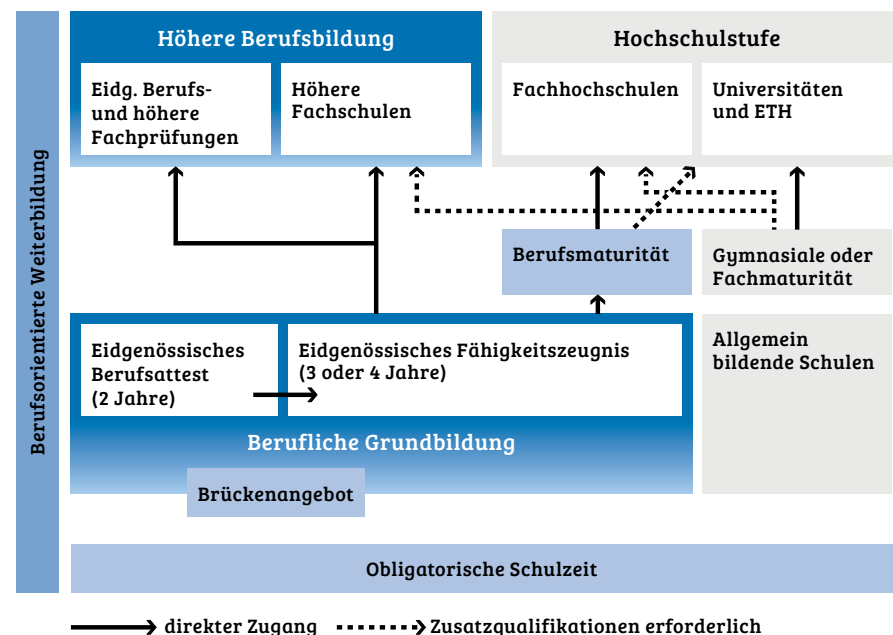 Berufsorientierte Weiterbildung
Höhere Berufsbildung
Eidg. Berufs-
und höhere
Fachprüfungen
Höhere
Fachschulen
Hochschulstufe
Fachhochschulen
Universitäten
und ETH
Berufsmaturität
Gymnasiale oder
Fachmaturität
Eidgenössisches
Berufsattest
(2 Jahre)
Eidgenössisches Fähigkeitszeugnis
(3 oder 4 Jahre)
Allgemein
bildende Schulen
Berufliche Grundbildung
Brückenangebot
Obligatorische Schulzeit
direkter Zugang
Zusatzqualifikationen erforderlich